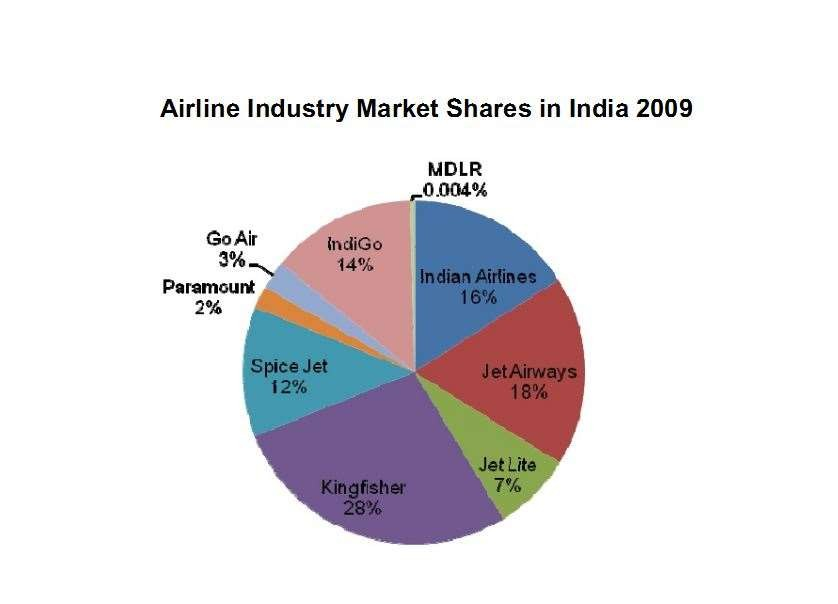 Airline Industry Market Shares in India 2009
MDLR
0.004%
Indian Airlines
16%
Jet Airways
18%
Jet Lite
7%
Kingfisher
28%
Spice Jet
12%
Paramount
2%
Go Air
3%
IndiGo
14%